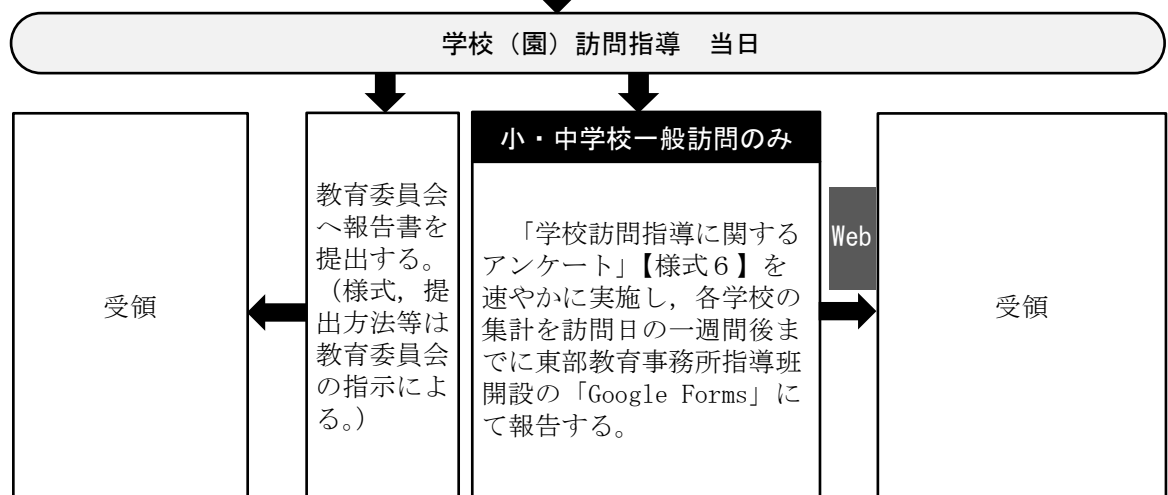 学校（園）訪問指導　当日
受領
教育委員会
へ報告書を
提出する。
（様式，提
出方法等は
教育委員会
の指示によ
る。）
小・中学校一般訪問のみ
「学校訪問指導に関する
アンケート」【様式６】を
速やかに実施し，各学校の
集計を訪問日の一週間後ま
でに東部教育事務所指導班
開設の「Google Forms」に
て報告する。
Web
受領